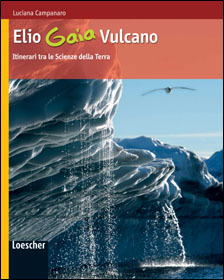 Luciana Campanaro
Elio Gaia Vulcano
Itinerari tra le Scienze della Terra
Loescher